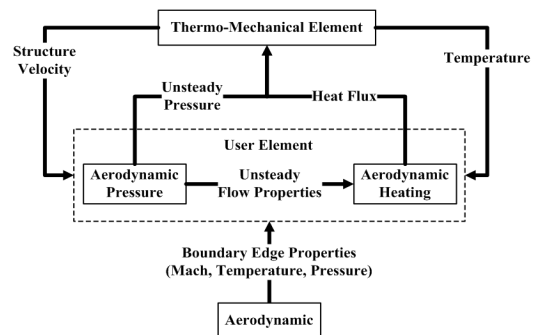 Thermo-Mechanical Element
Structure
Velocity
Temperature
Unsteady
Pressure
Heat Flux
User Element
Aerodynamic
Pressure
Unsteady
Flow Properties
Aerodynamic
Heating
Boundary Edge Properties
(Mach, Temperature, Pressure)
Aerodynamic